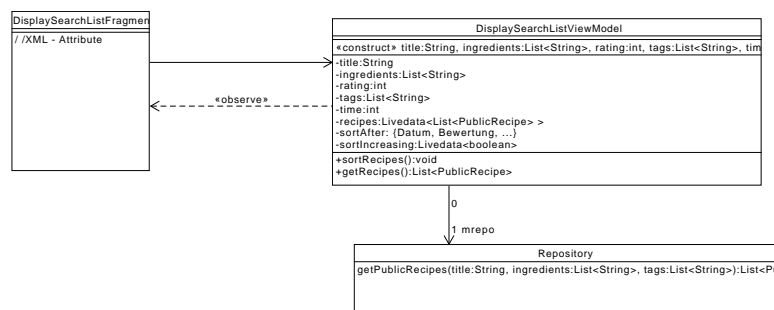 DisplaySearchListFragmen
/ /XML - Attribute
«observe»
DisplaySearchListViewModel
«construct» title:String, ingredients:List<String>, rating:int, tags:List<String>, tim
-title:String
-ingredients:List<String>
-rating:int
-tags:List<String>
-time:int
-recipes:Livedata<List<PublicRecipe> >
-sortAfter: {Datum, Bewertung, ...}
-sortIncreasing:Livedata<boolean>
+sortRecipes():void
+getRecipes():List<PublicRecipe>
0
1 mrepo
Repository
getPublicRecipes(title:String, ingredients:List<String>, tags:List<String>):List<Pu